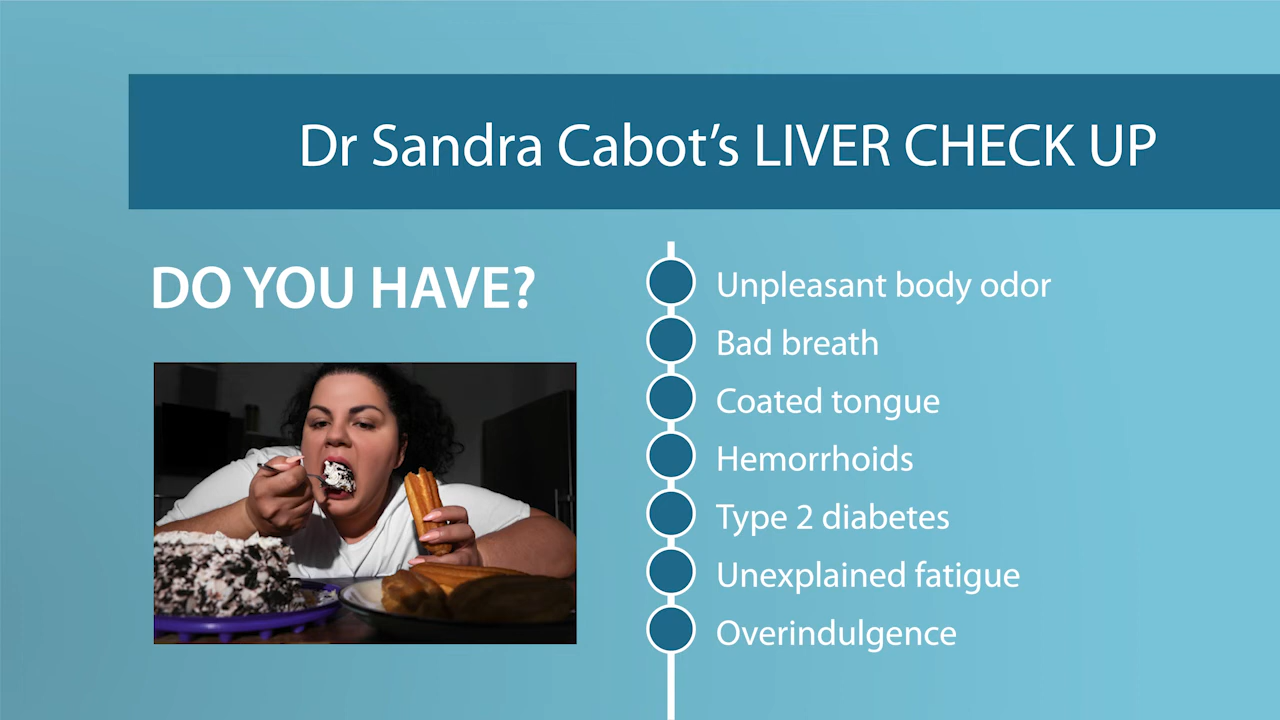 Dr Sandra Cabot’s LIVER CHECK UP
DO YOU HAVE?
Unpleasant body odor
Bad breath
Coated tongue
Hemorrhoids
Type 2 diabetes
Unexplained fatigue
Overindulgence